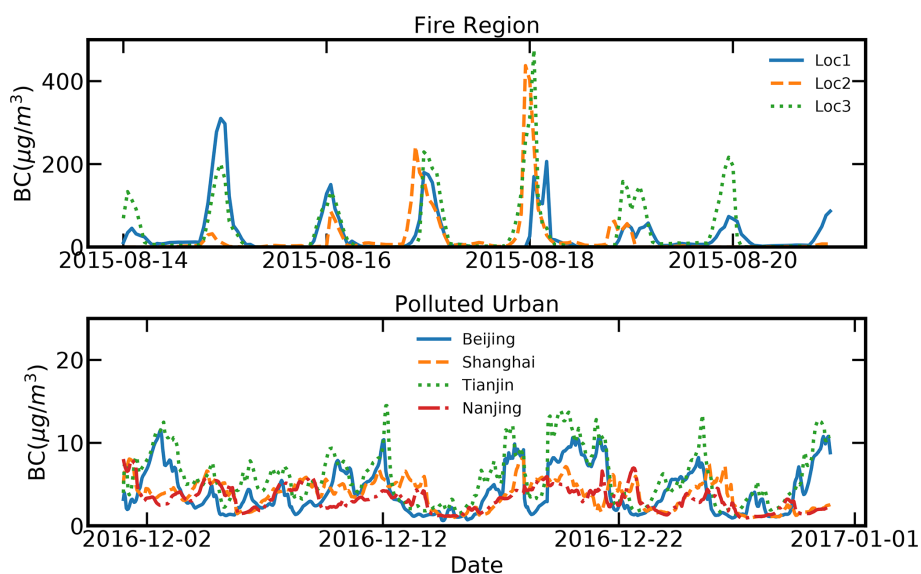 Fire Region
BC(μg/m³)
400
200
0
Loc1
Loc2
Loc3
2015-08-14 2015-08-16 2015-08-18 2015-08-20
Polluted Urban
BC(μg/m³)
20
10
0
Beijing
Shanghai
Tianjin
Nanjing
2016-12-02 2016-12-12 2016-12-22 2017-01-01
Date